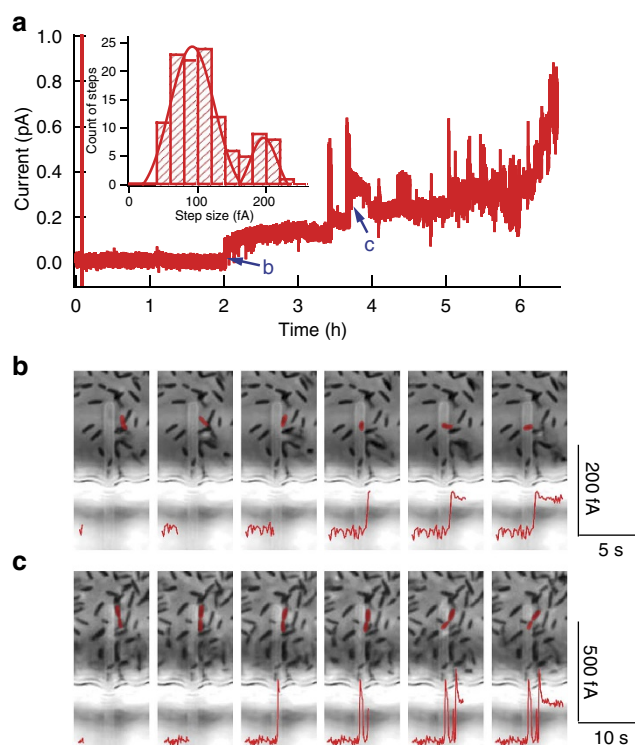 a
1.0
0.8
0.6
0.4
0.2
0.0
Current (pA)
25
20
15
10
5
0
Count of steps
0 100 200
Step size (fA)
b
c
0 1 2 3 4 5 6
Time (h)
b
200 fA
5 s
c
500 fA
10 s